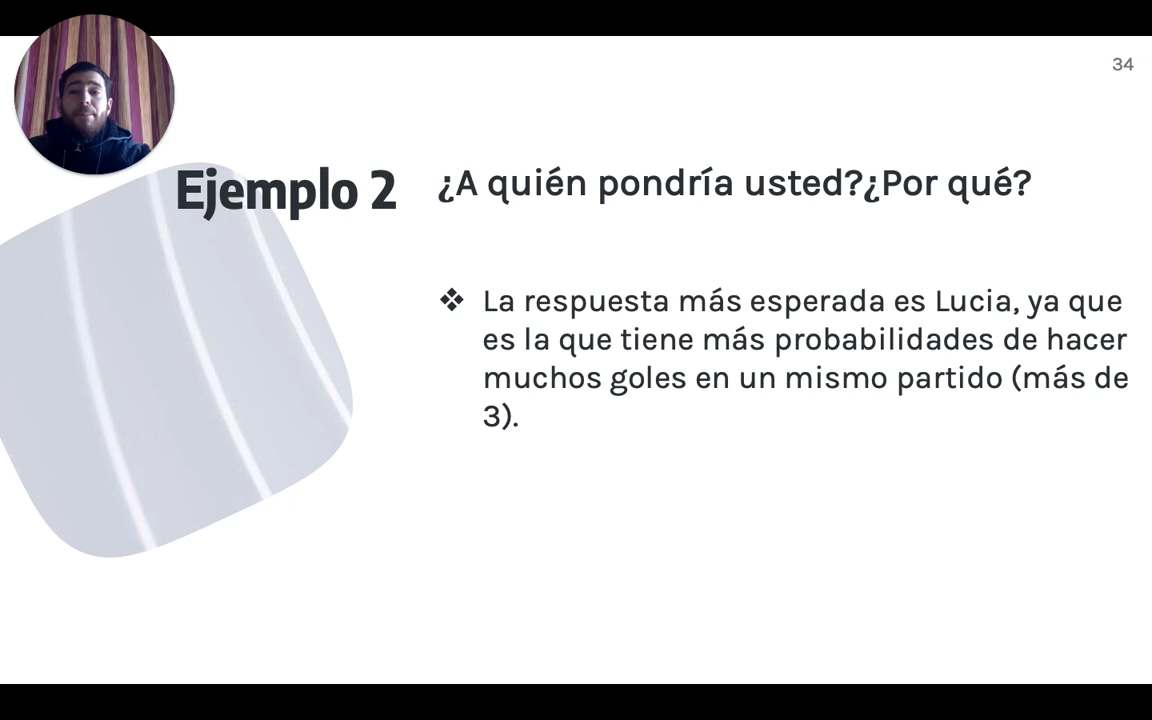 34
Ejemplo 2
¿A quién pondría usted?¿Por qué?
❖ La respuesta más esperada es Lucia, ya que
es la que tiene más probabilidades de hacer
muchos goles en un mismo partido (más de
3).